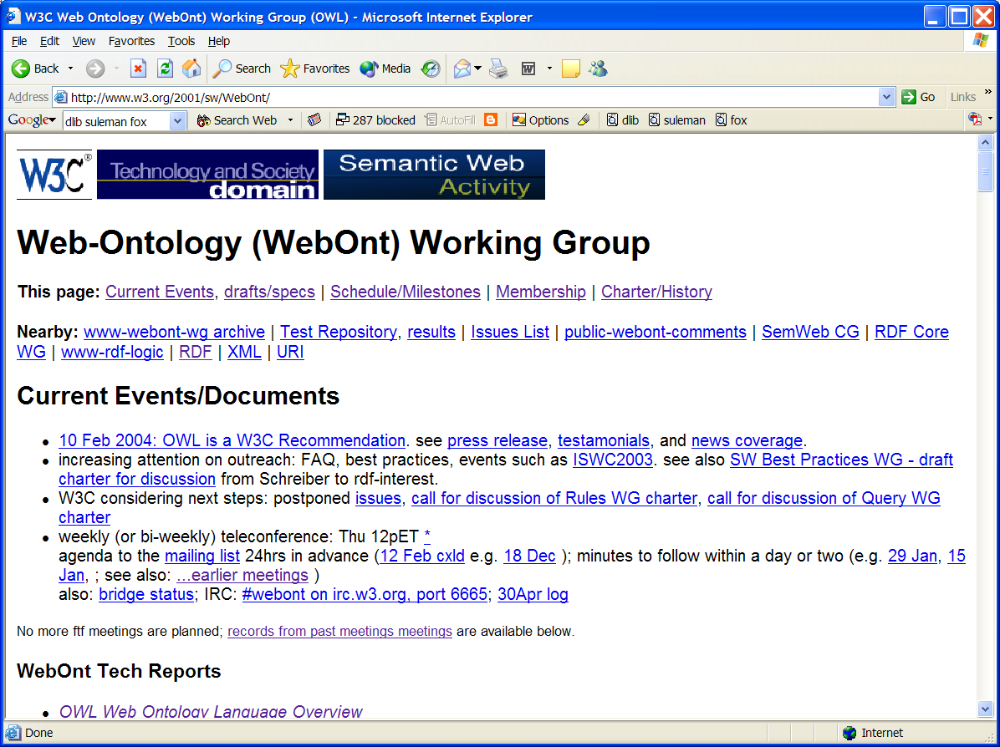 W3C Web Ontology (WebOnt) Working Group (OWL) - Microsoft Internet Explorer
File Edit View Favorites Tools Help
Back Search Favorites Media
Address http://www.w3.org/2001/sw/WebOnt/ Go Links »
Google dlib suleman fox Search Web 287 blocked AutoFill Options dlib suleman fox
W3C® Technology and Society domain Semantic Web Activity
Web-Ontology (WebOnt) Working Group
This page: Current Events, drafts/specs | Schedule/Milestones | Membership | Charter/History
Nearby: www-webont-wg archive | Test Repository, results | Issues List | public-webont-comments | SemWeb CG | RDF Core
WG | www-rdf-logic | RDF | XML | URI
Current Events/Documents
• 10 Feb 2004: OWL is a W3C Recommendation. see press release, testamonials, and news coverage.
• increasing attention on outreach: FAQ, best practices, events such as ISWC2003. see also SW Best Practices WG - draft
charter for discussion from Schreiber to rdf-interest.
• W3C considering next steps: postponed issues, call for discussion of Rules WG charter, call for discussion of Query WG
charter
• weekly (or bi-weekly) teleconference: Thu 12pET *
agenda to the mailing list 24hrs in advance (12 Feb cxld e.g. 18 Dec ); minutes to follow within a day or two (e.g. 29 Jan, 15
Jan, ; see also: ...earlier meetings )
also: bridge status; IRC: #webont on irc.w3.org, port 6665; 30Apr log
No more ftf meetings are planned; records from past meetings meetings are available below.
WebOnt Tech Reports
• OWL Web Ontology Language Overview
Done Internet